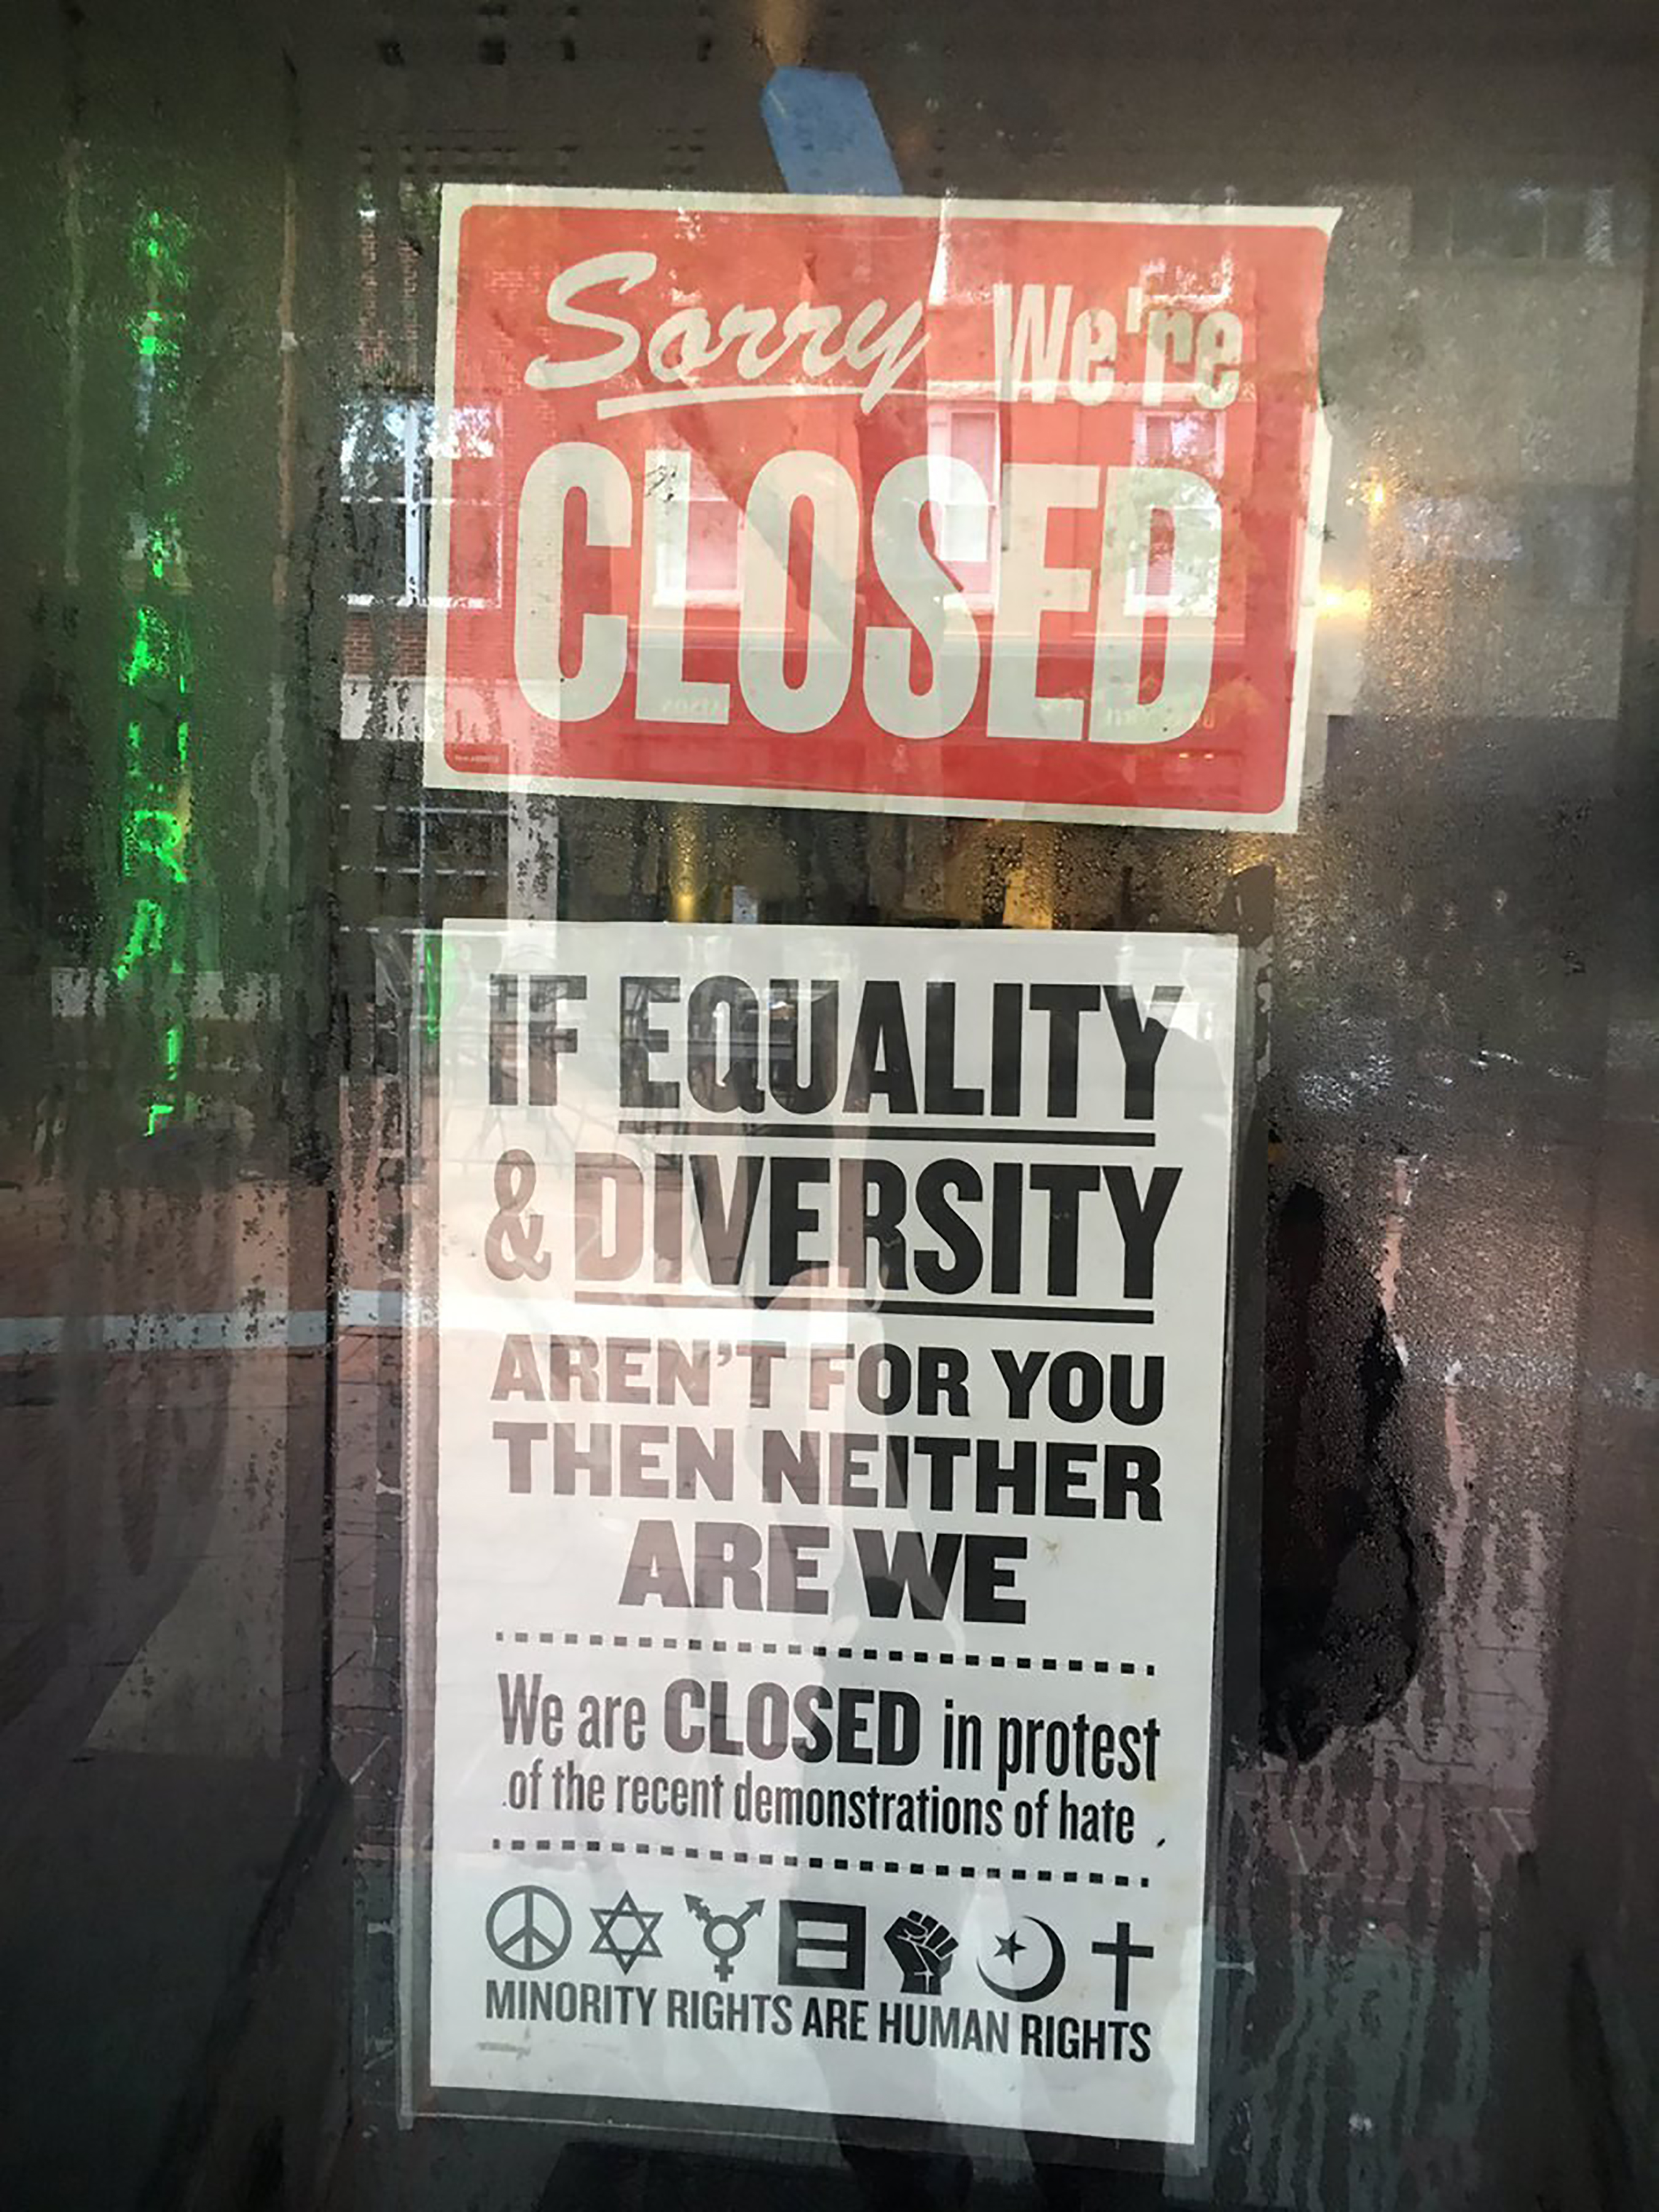 Sorry We're
CLOSED
IF EQUALITY
& DIVERSITY
AREN'T FOR YOU
THEN NEITHER
ARE WE
We are CLOSED in protest
of the recent demonstrations of hate
MINORITY RIGHTS ARE HUMAN RIGHTS